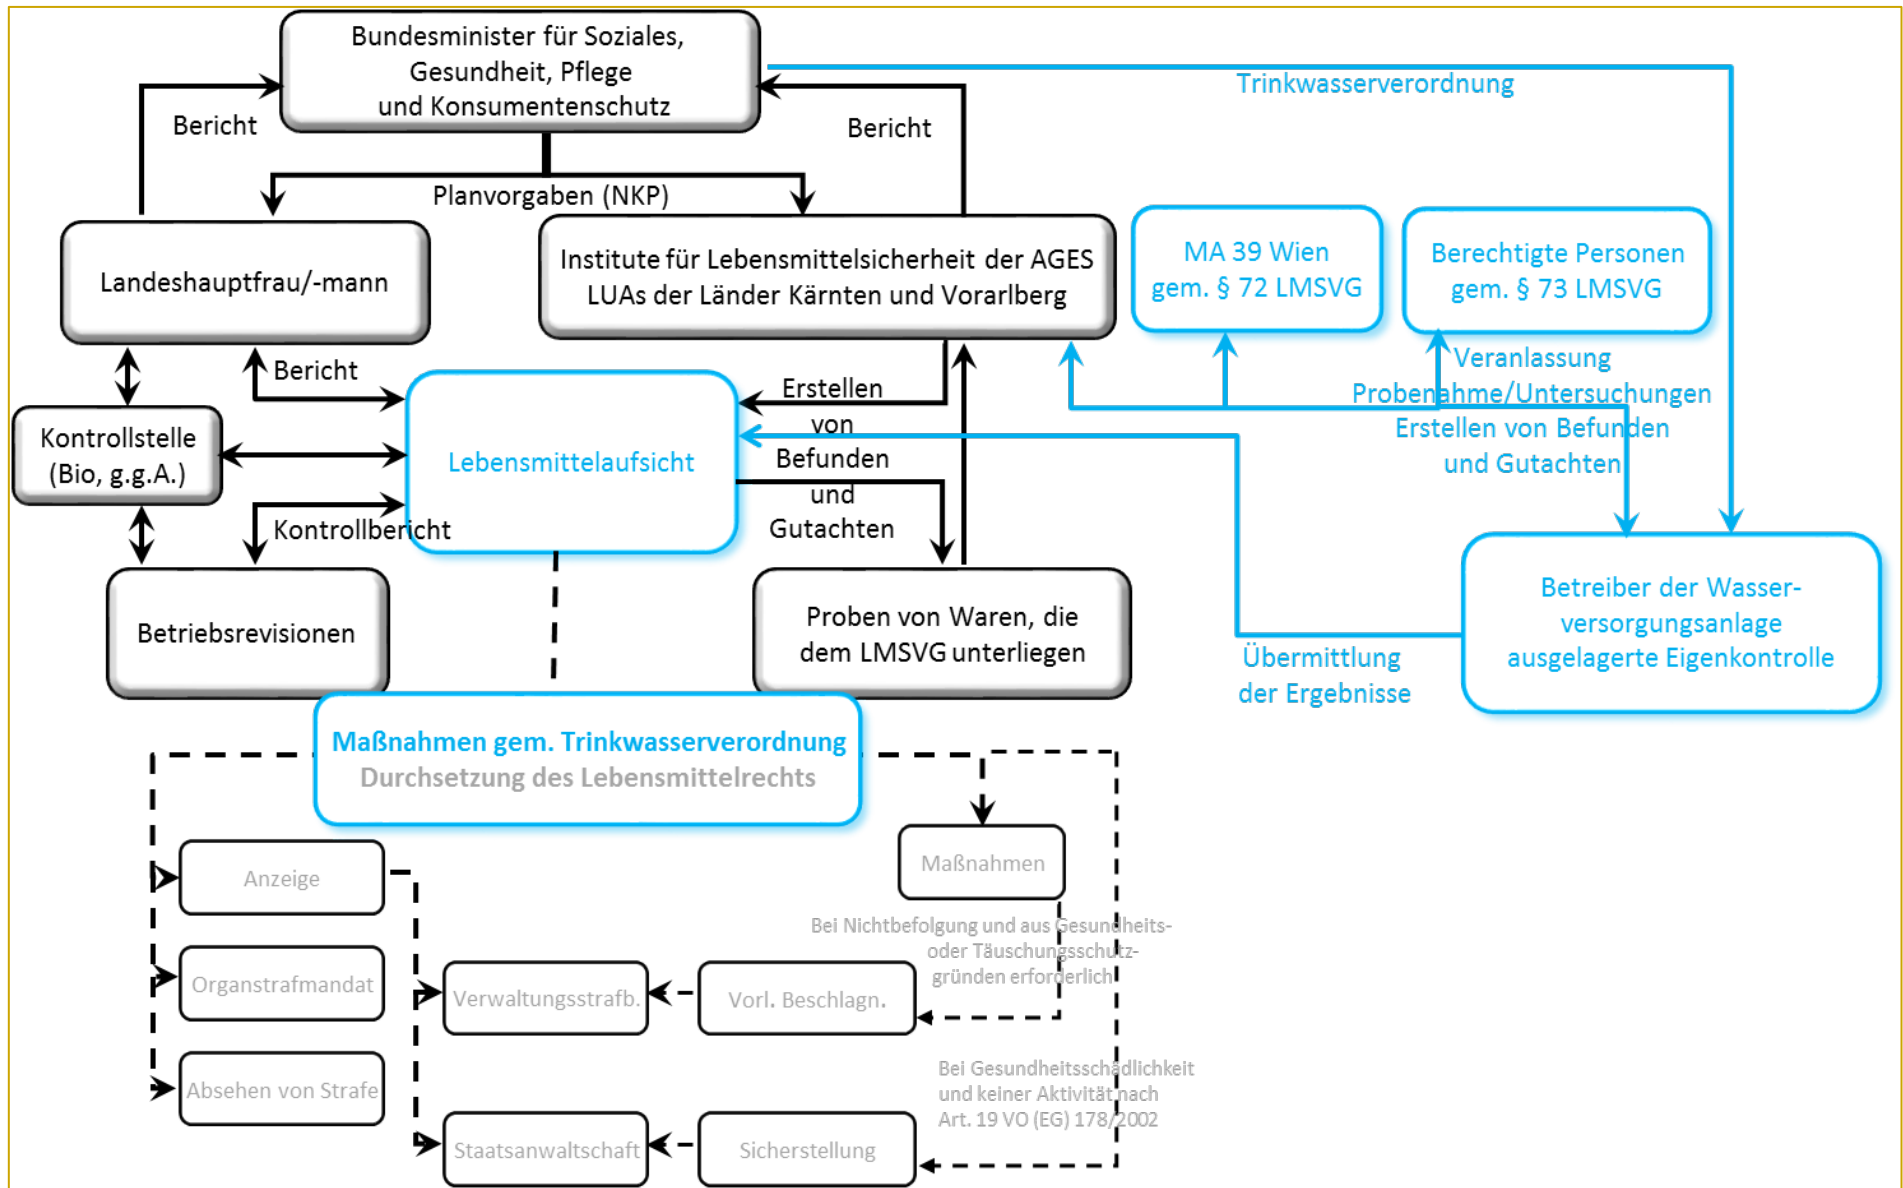 Bundesminister für Soziales,
Gesundheit, Pflege
und Konsumentenschutz
Trinkwasserverordnung
Bericht
Bericht
Planvorgaben (NKP)
Landeshauptfrau/-mann
Institute für Lebensmittelsicherheit der AGES
LUAs der Länder Kärnten und Vorarlberg
MA 39 Wien
gem. § 72 LMSVG
Berechtigte Personen
gem. § 73 LMSVG
Bericht
Erstellen
von
Befunden
und
Gutachten
Veranlassung
Probenahme/Untersuchungen
Erstellen von Befunden
und Gutachten
Kontrollstelle
(Bio, g.g.A.)
Lebensmittelaufsicht
Kontrollbericht
Betriebsrevisionen
Proben von Waren, die
dem LMSVG unterliegen
Betreiber der Wasser-
versorgungsanlage
ausgelagerte Eigenkontrolle
Übermittlung
der Ergebnisse
Maßnahmen gem. Trinkwasserverordnung
Durchsetzung des Lebensmittelrechts
Anzeige
Maßnahmen
Bei Nichtbefolgung und aus Gesundheits-
oder Täuschungsschutz-
gründen erforderlich
Organstrafmandat
Verwaltungsstrafb.
Vorl. Beschlagn.
Absehen von Strafe
Bei Gesundheitsschädlichkeit
und keiner Aktivität nach
Art. 19 VO (EG) 178/2002
Staatsanwaltschaft
Sicherstellung